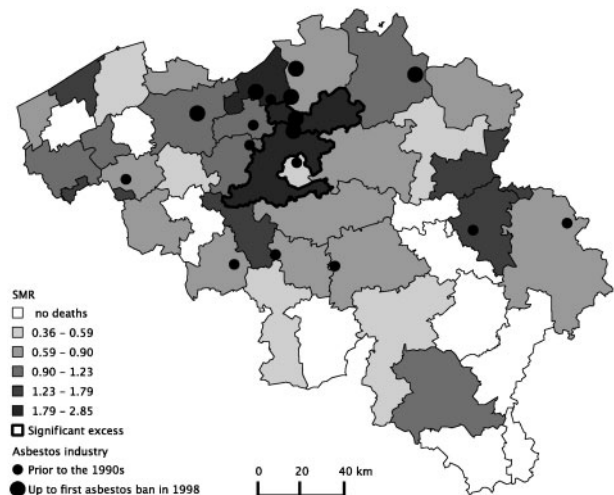 SMR
no deaths
0.36 – 0.59
0.59 – 0.90
0.90 – 1.23
1.23 – 1.79
1.79 – 2.85
Significant excess
Asbestos industry
Prior to the 1990s
Up to first asbestos ban in 1998
0 20 40 km